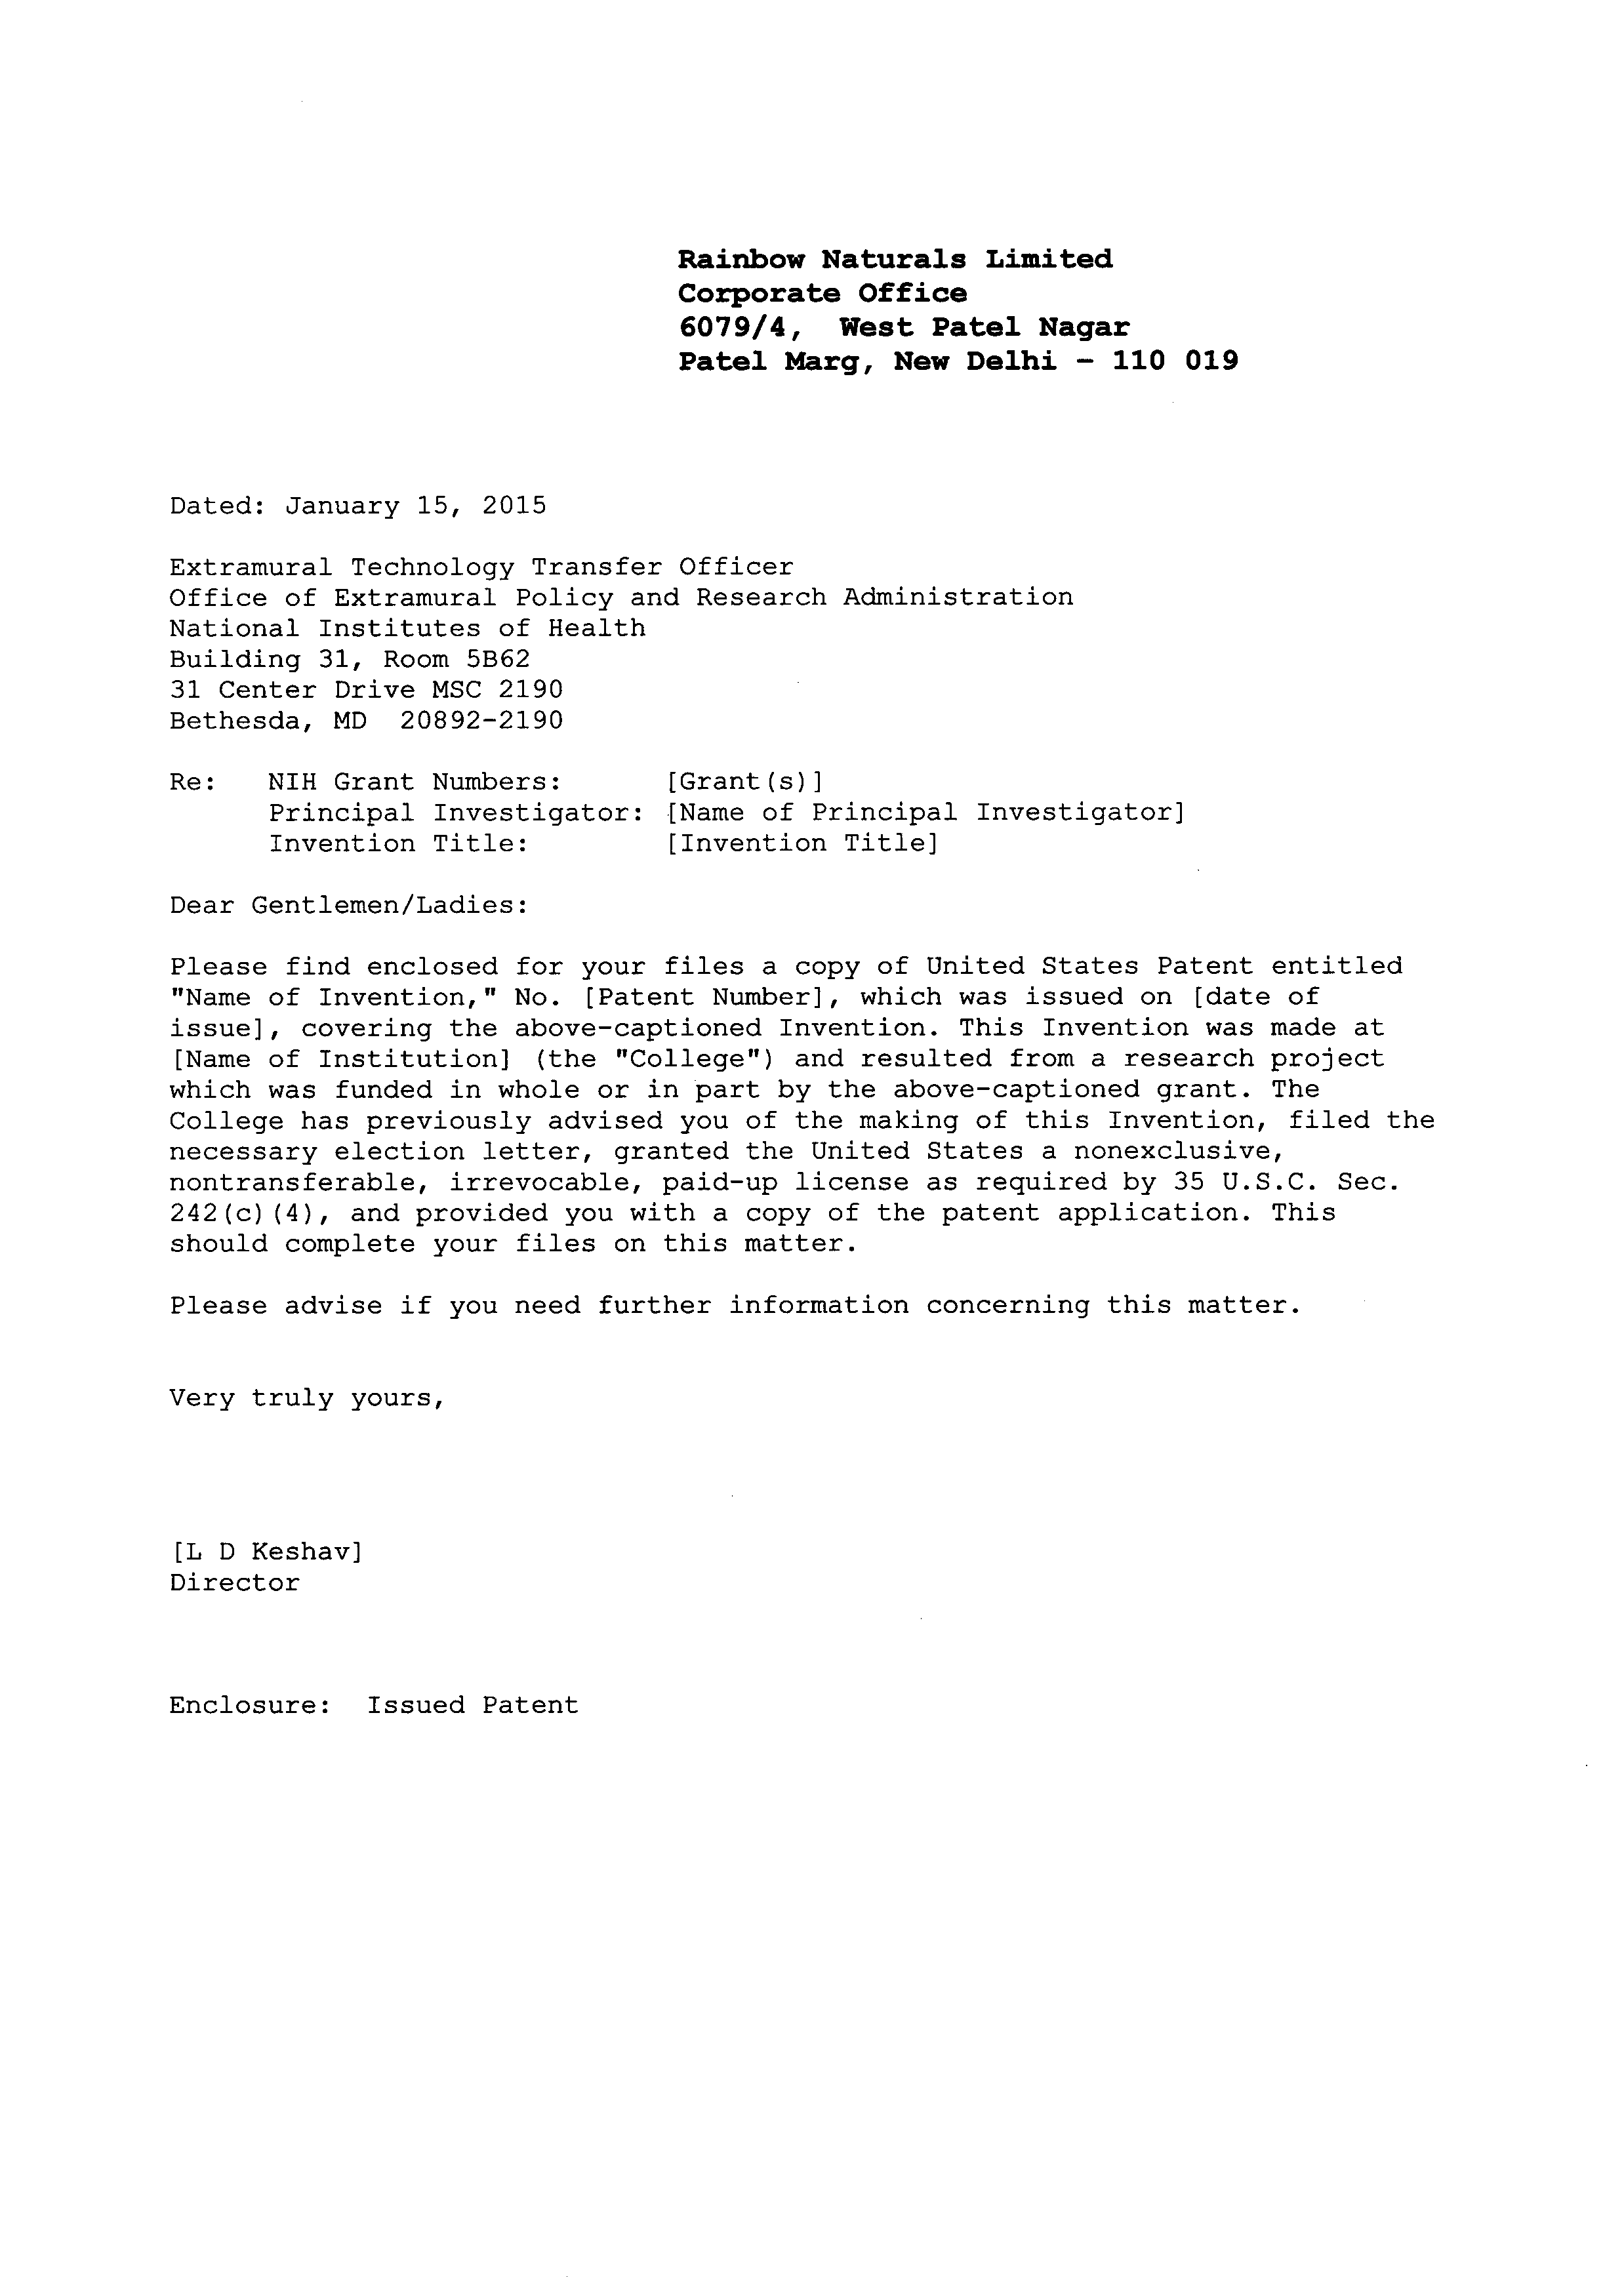 Rainbow Naturals Limited
Corporate Office
6079/4, West Patel Nagar
Patel Marg, New Delhi – 110 019
Dated: January 15, 2015
Extramural Technology Transfer Officer
Office of Extramural Policy and Research Administration
National Institutes of Health
Building 31, Room 5B62
31 Center Drive MSC 2190
Bethesda, MD 20892-2190
Re: NIH Grant Numbers: [Grant(s)]
Principal Investigator: [Name of Principal Investigator]
Invention Title: [Invention Title]
Dear Gentlemen/Ladies:
Please find enclosed for your files a copy of United States Patent entitled
"Name of Invention," No. [Patent Number], which was issued on [date of
issue], covering the above-captioned Invention. This Invention was made at
[Name of Institution] (the "College") and resulted from a research project
which was funded in whole or in part by the above-captioned grant. The
College has previously advised you of the making of this Invention, filed the
necessary election letter, granted the United States a nonexclusive,
nontransferable, irrevocable, paid-up license as required by 35 U.S.C. Sec.
242(c)(4), and provided you with a copy of the patent application. This
should complete your files on this matter.
Please advise if you need further information concerning this matter.
Very truly yours,
[L D Keshav]
Director
Enclosure: Issued Patent